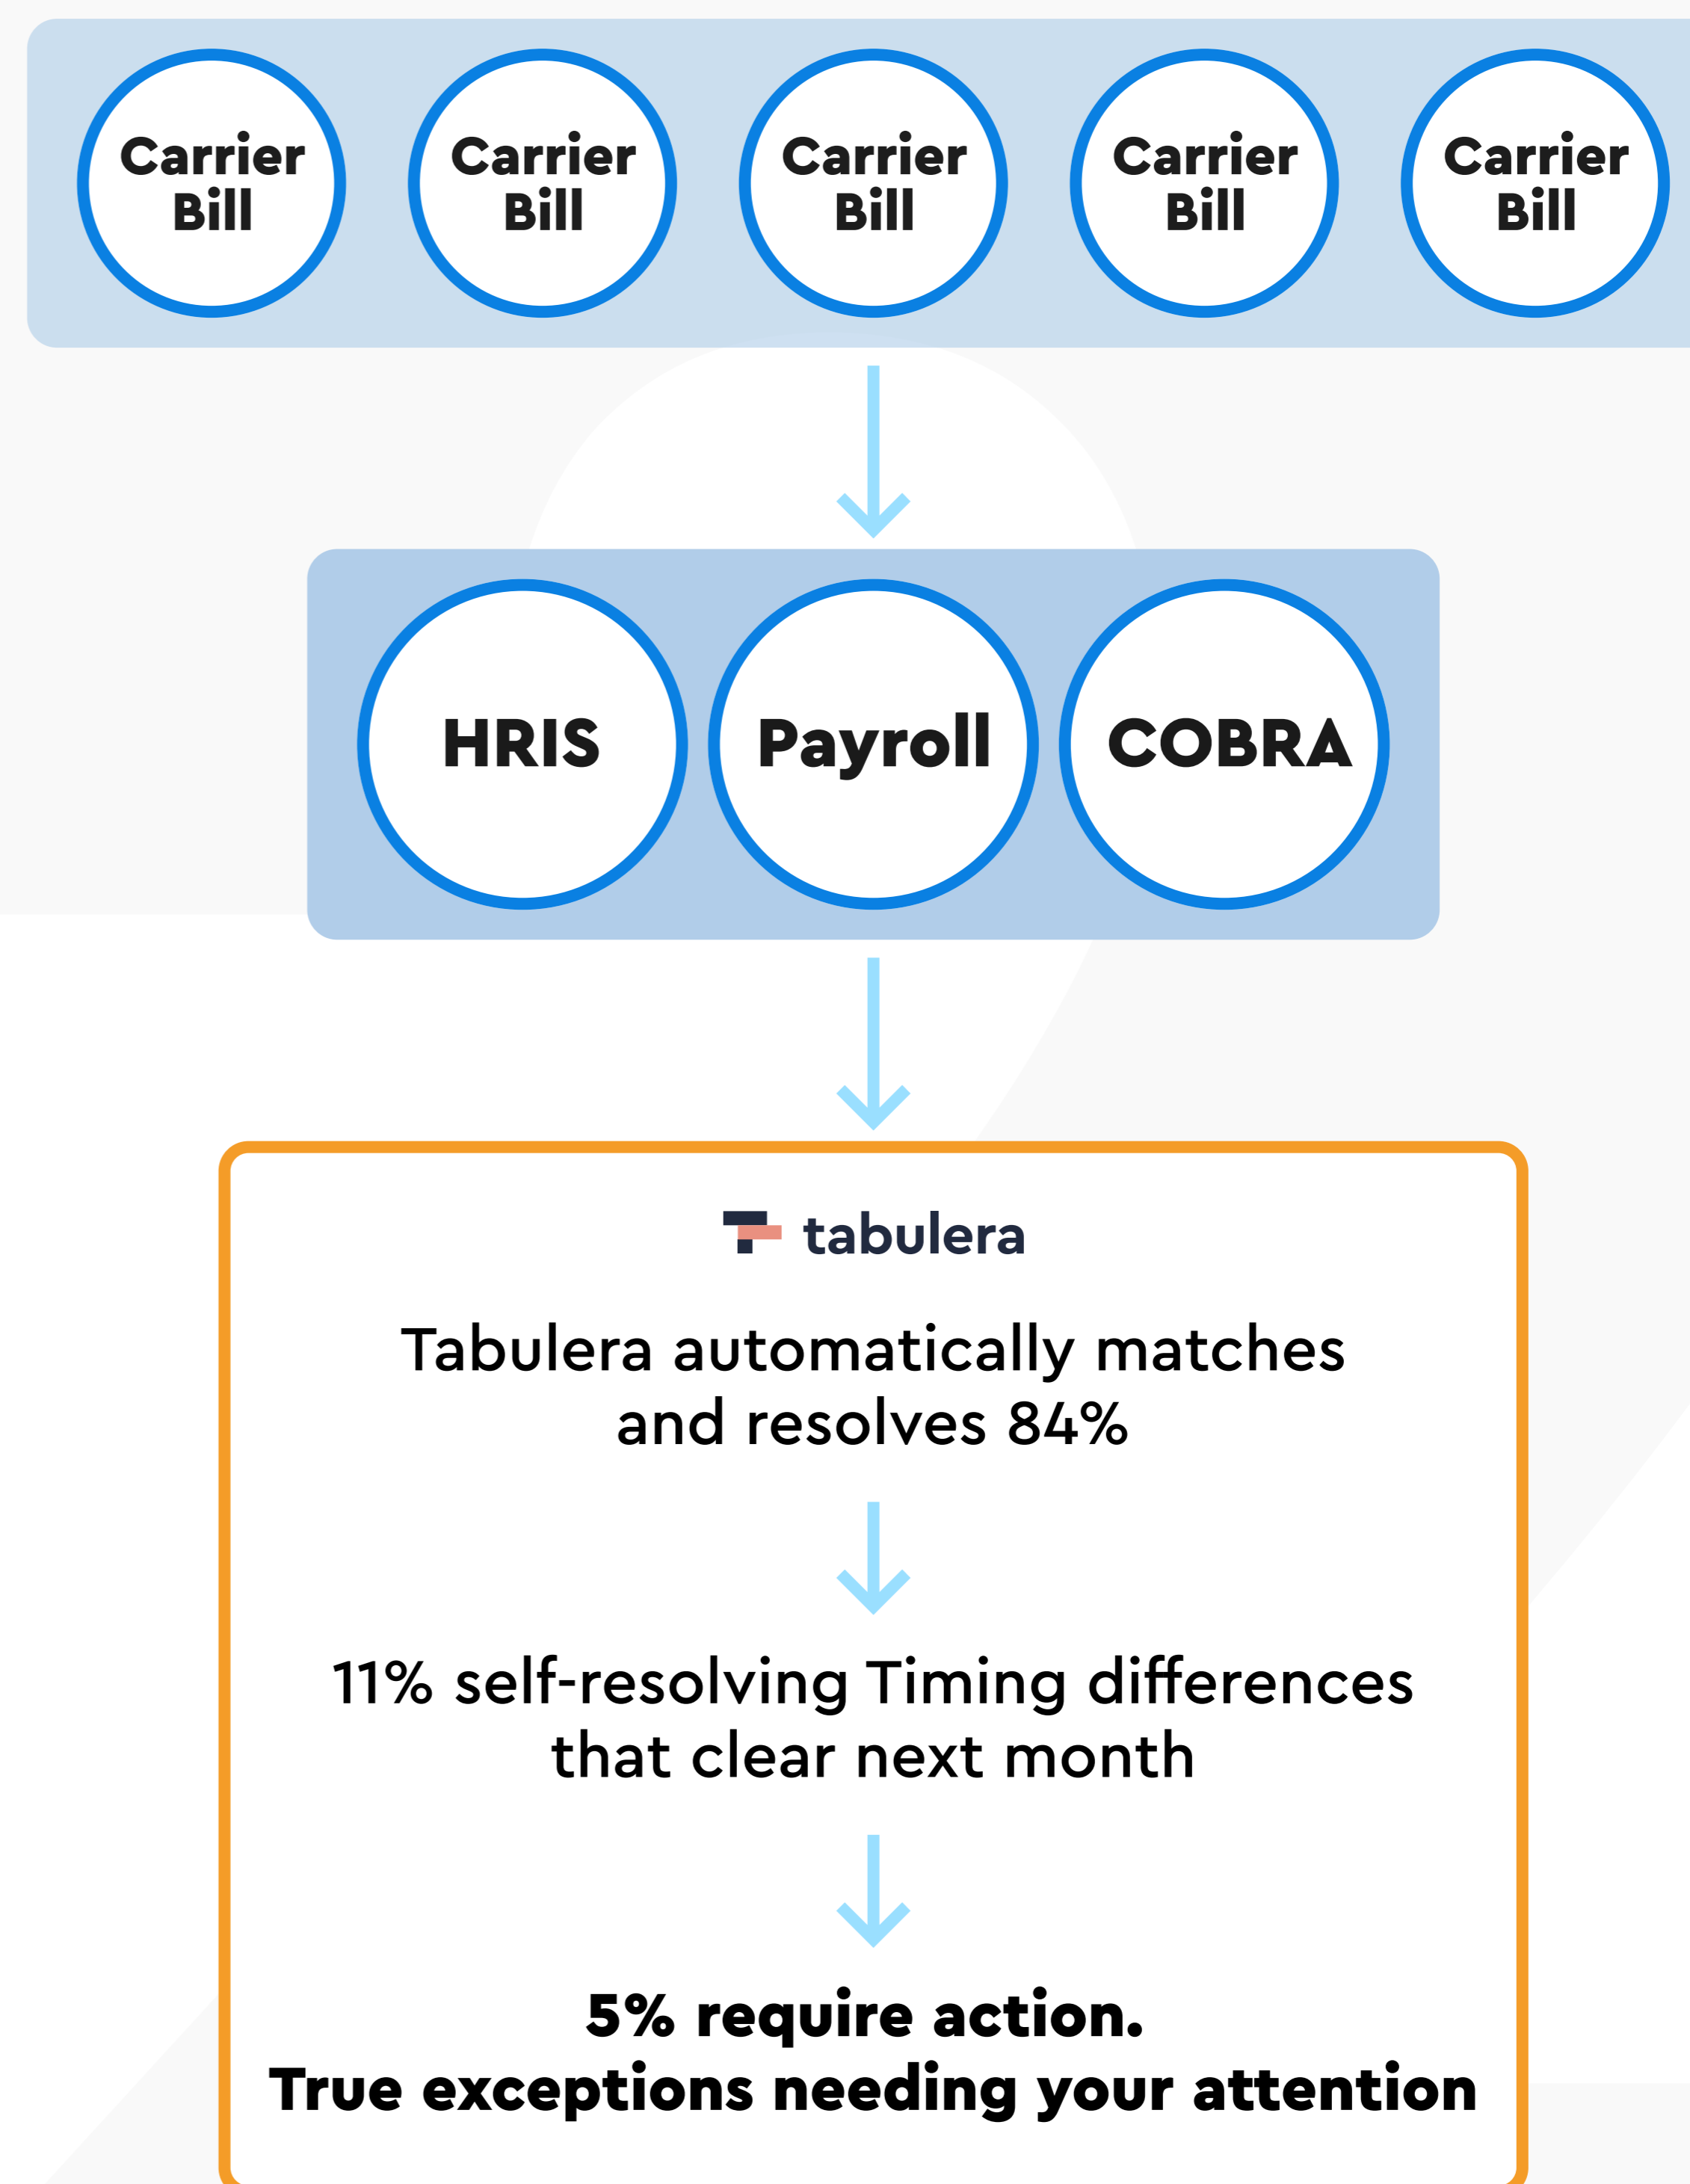 Carrier Bill
Carrier Bill
Carrier Bill
Carrier Bill
Carrier Bill
HRIS
Payroll
COBRA
tabulera
Tabulera automatically matches
and resolves 84%
11% self-resolving Timing differences
that clear next month
5% require action.
True exceptions needing your attention